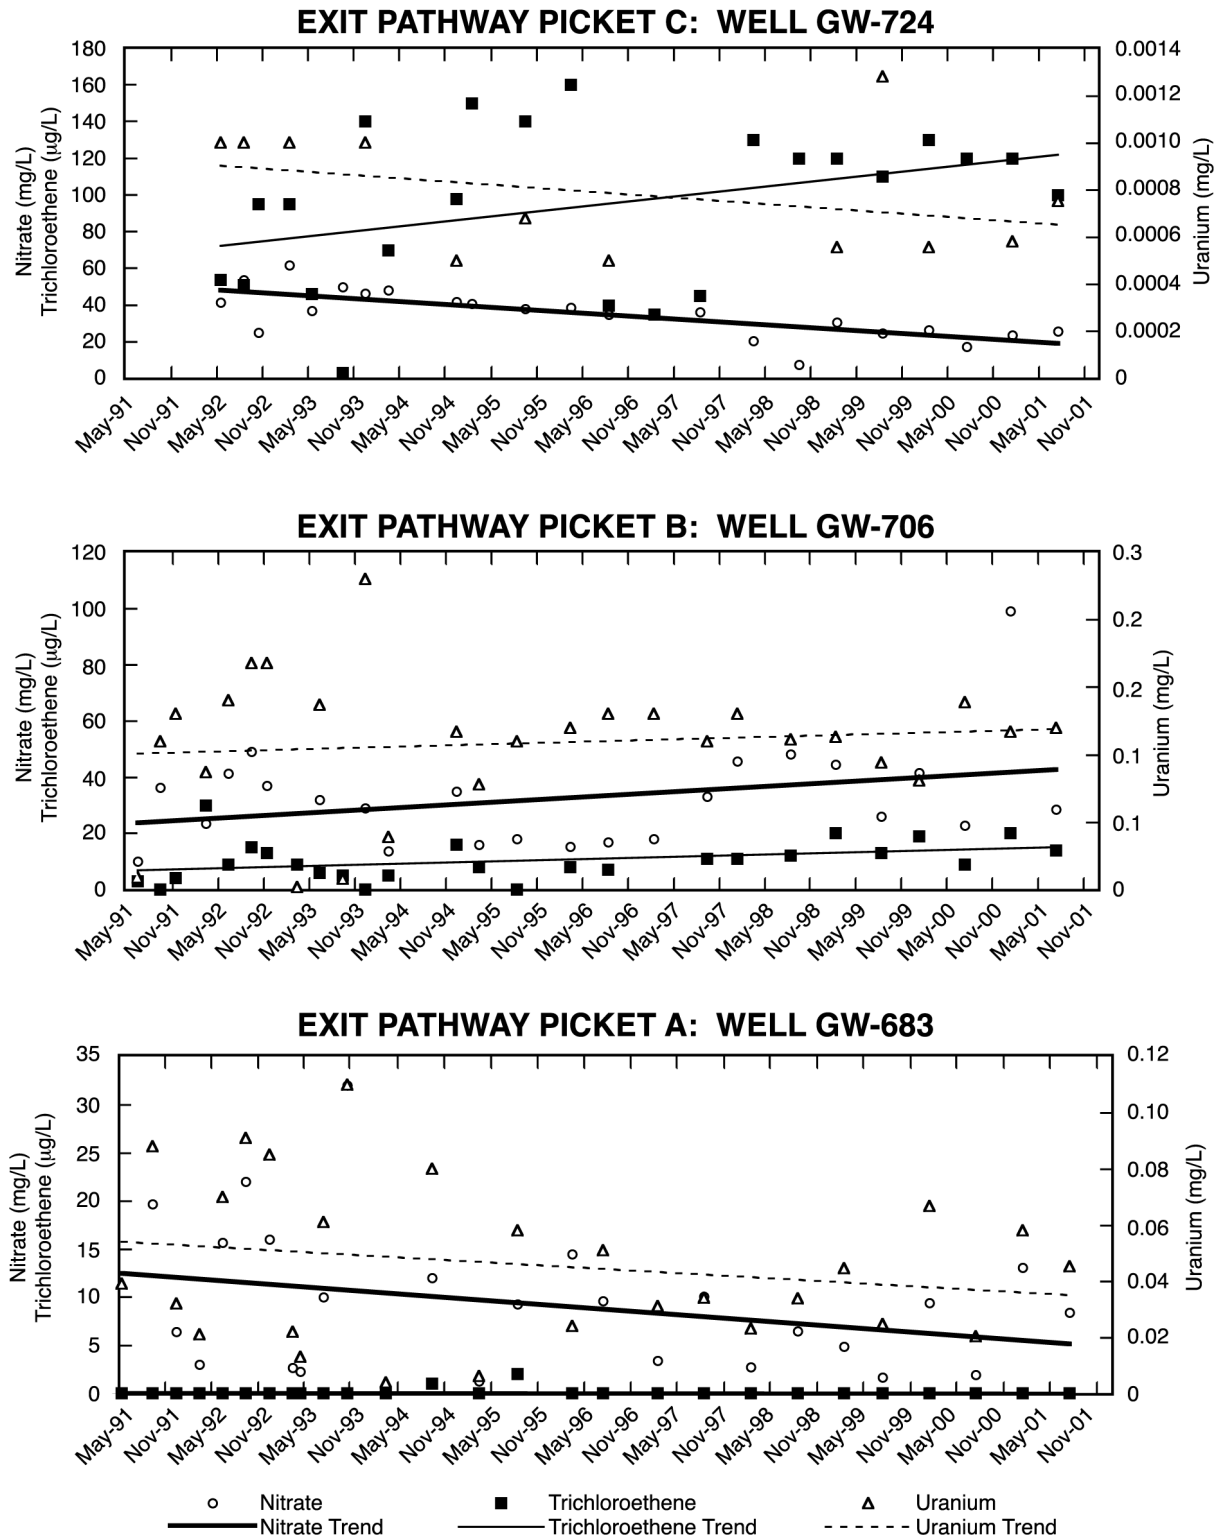 EXIT PATHWAY PICKET C: WELL GW-724
Nitrate (mg/L)
Trichloroethene (µg/L)
180
160
140
120
100
80
60
40
20
0
0.0014
0.0012
0.0010
0.0008
0.0006
0.0004
0.0002
0
Uranium (mg/L)
May-91 Nov-91 May-92 Nov-92 May-93 Nov-93 May-94 Nov-94 May-95 Nov-95 May-96 Nov-96 May-97 Nov-97 May-98 Nov-98 May-99 Nov-99 May-00 Nov-00 May-01 Nov-01
EXIT PATHWAY PICKET B: WELL GW-706
Nitrate (mg/L)
Trichloroethene (µg/L)
120
100
80
60
40
20
0
0.3
0.2
0.2
0.1
0.1
0
Uranium (mg/L)
May-91 Nov-91 May-92 Nov-92 May-93 Nov-93 May-94 Nov-94 May-95 Nov-95 May-96 Nov-96 May-97 Nov-97 May-98 Nov-98 May-99 Nov-99 May-00 Nov-00 May-01 Nov-01
EXIT PATHWAY PICKET A: WELL GW-683
Nitrate (mg/L)
Trichloroethene (µg/L)
35
30
25
20
15
10
5
0
0.12
0.10
0.08
0.06
0.04
0.02
0
Uranium (mg/L)
May-91 Nov-91 May-92 Nov-92 May-93 Nov-93 May-94 Nov-94 May-95 Nov-95 May-96 Nov-96 May-97 Nov-97 May-98 Nov-98 May-99 Nov-99 May-00 Nov-00 May-01 Nov-01
Nitrate Trichloroethene Uranium
Nitrate Trend Trichloroethene Trend Uranium Trend